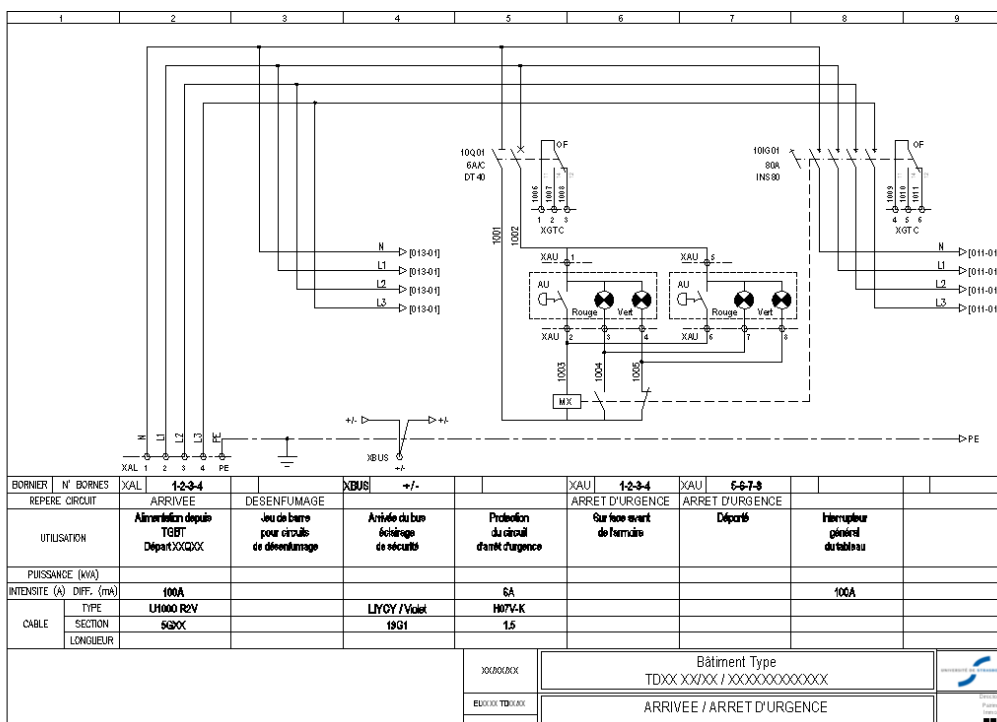 1 2 3 4 5 6 7 8 9
10Q01
6A/C
DT 40
OF
1006
1007
1008
1 2 3
XGTC
10IG01
80A
INS 80
OF
1009
1010
1011
4 5 6
XGTC
N [013-01]
L1 [013-01]
L2 [013-01]
L3 [013-01]
1001
1002
N [011-01
L1 [011-01
L2 [011-01
L3 [011-01
XAU 1
XAU 5
AU
Rouge Vert
AU
Rouge Vert
XAU 2 3 4
XAU 6 7 8
1003
1004
1005
MX
+/- +/-
XBUS
+/-
N L1 L2 L3 PE
PE
XAL 1 2 3 4 PE
BORNIER N° BORNES XAL 1-2-3-4 XBUS +/- XAU 1-2-3-4 XAU 5-6-7-8
REPERE CIRCUIT ARRIVEE DESENFUMAGE ARRET D'URGENCE ARRET D'URGENCE
UTILISATION
Alimentation depuis
TGBT
Départ XXQXX
Jeu de barre
pour circuits
de désenfumage
Arrivée du bus
éclairage
de sécurité
Protection
du circuit
d'arrêt d'urgence
Sur face avant
de l'armoire
Déporté
Interrupteur
général
du tableau
PUISSANCE (kVA)
INTENSITE (A) DIFF. (mA) 100A 6A 100A
CABLE
TYPE U1000 R2V LIYCY / Violet H07V-K
SECTION 5GXX 19G1 1.5
LONGUEUR
XX/XX/XX
Bâtiment Type
TDXX XX/XX / XXXXXXXXXXXX
ARRIVEE / ARRET D'URGENCE